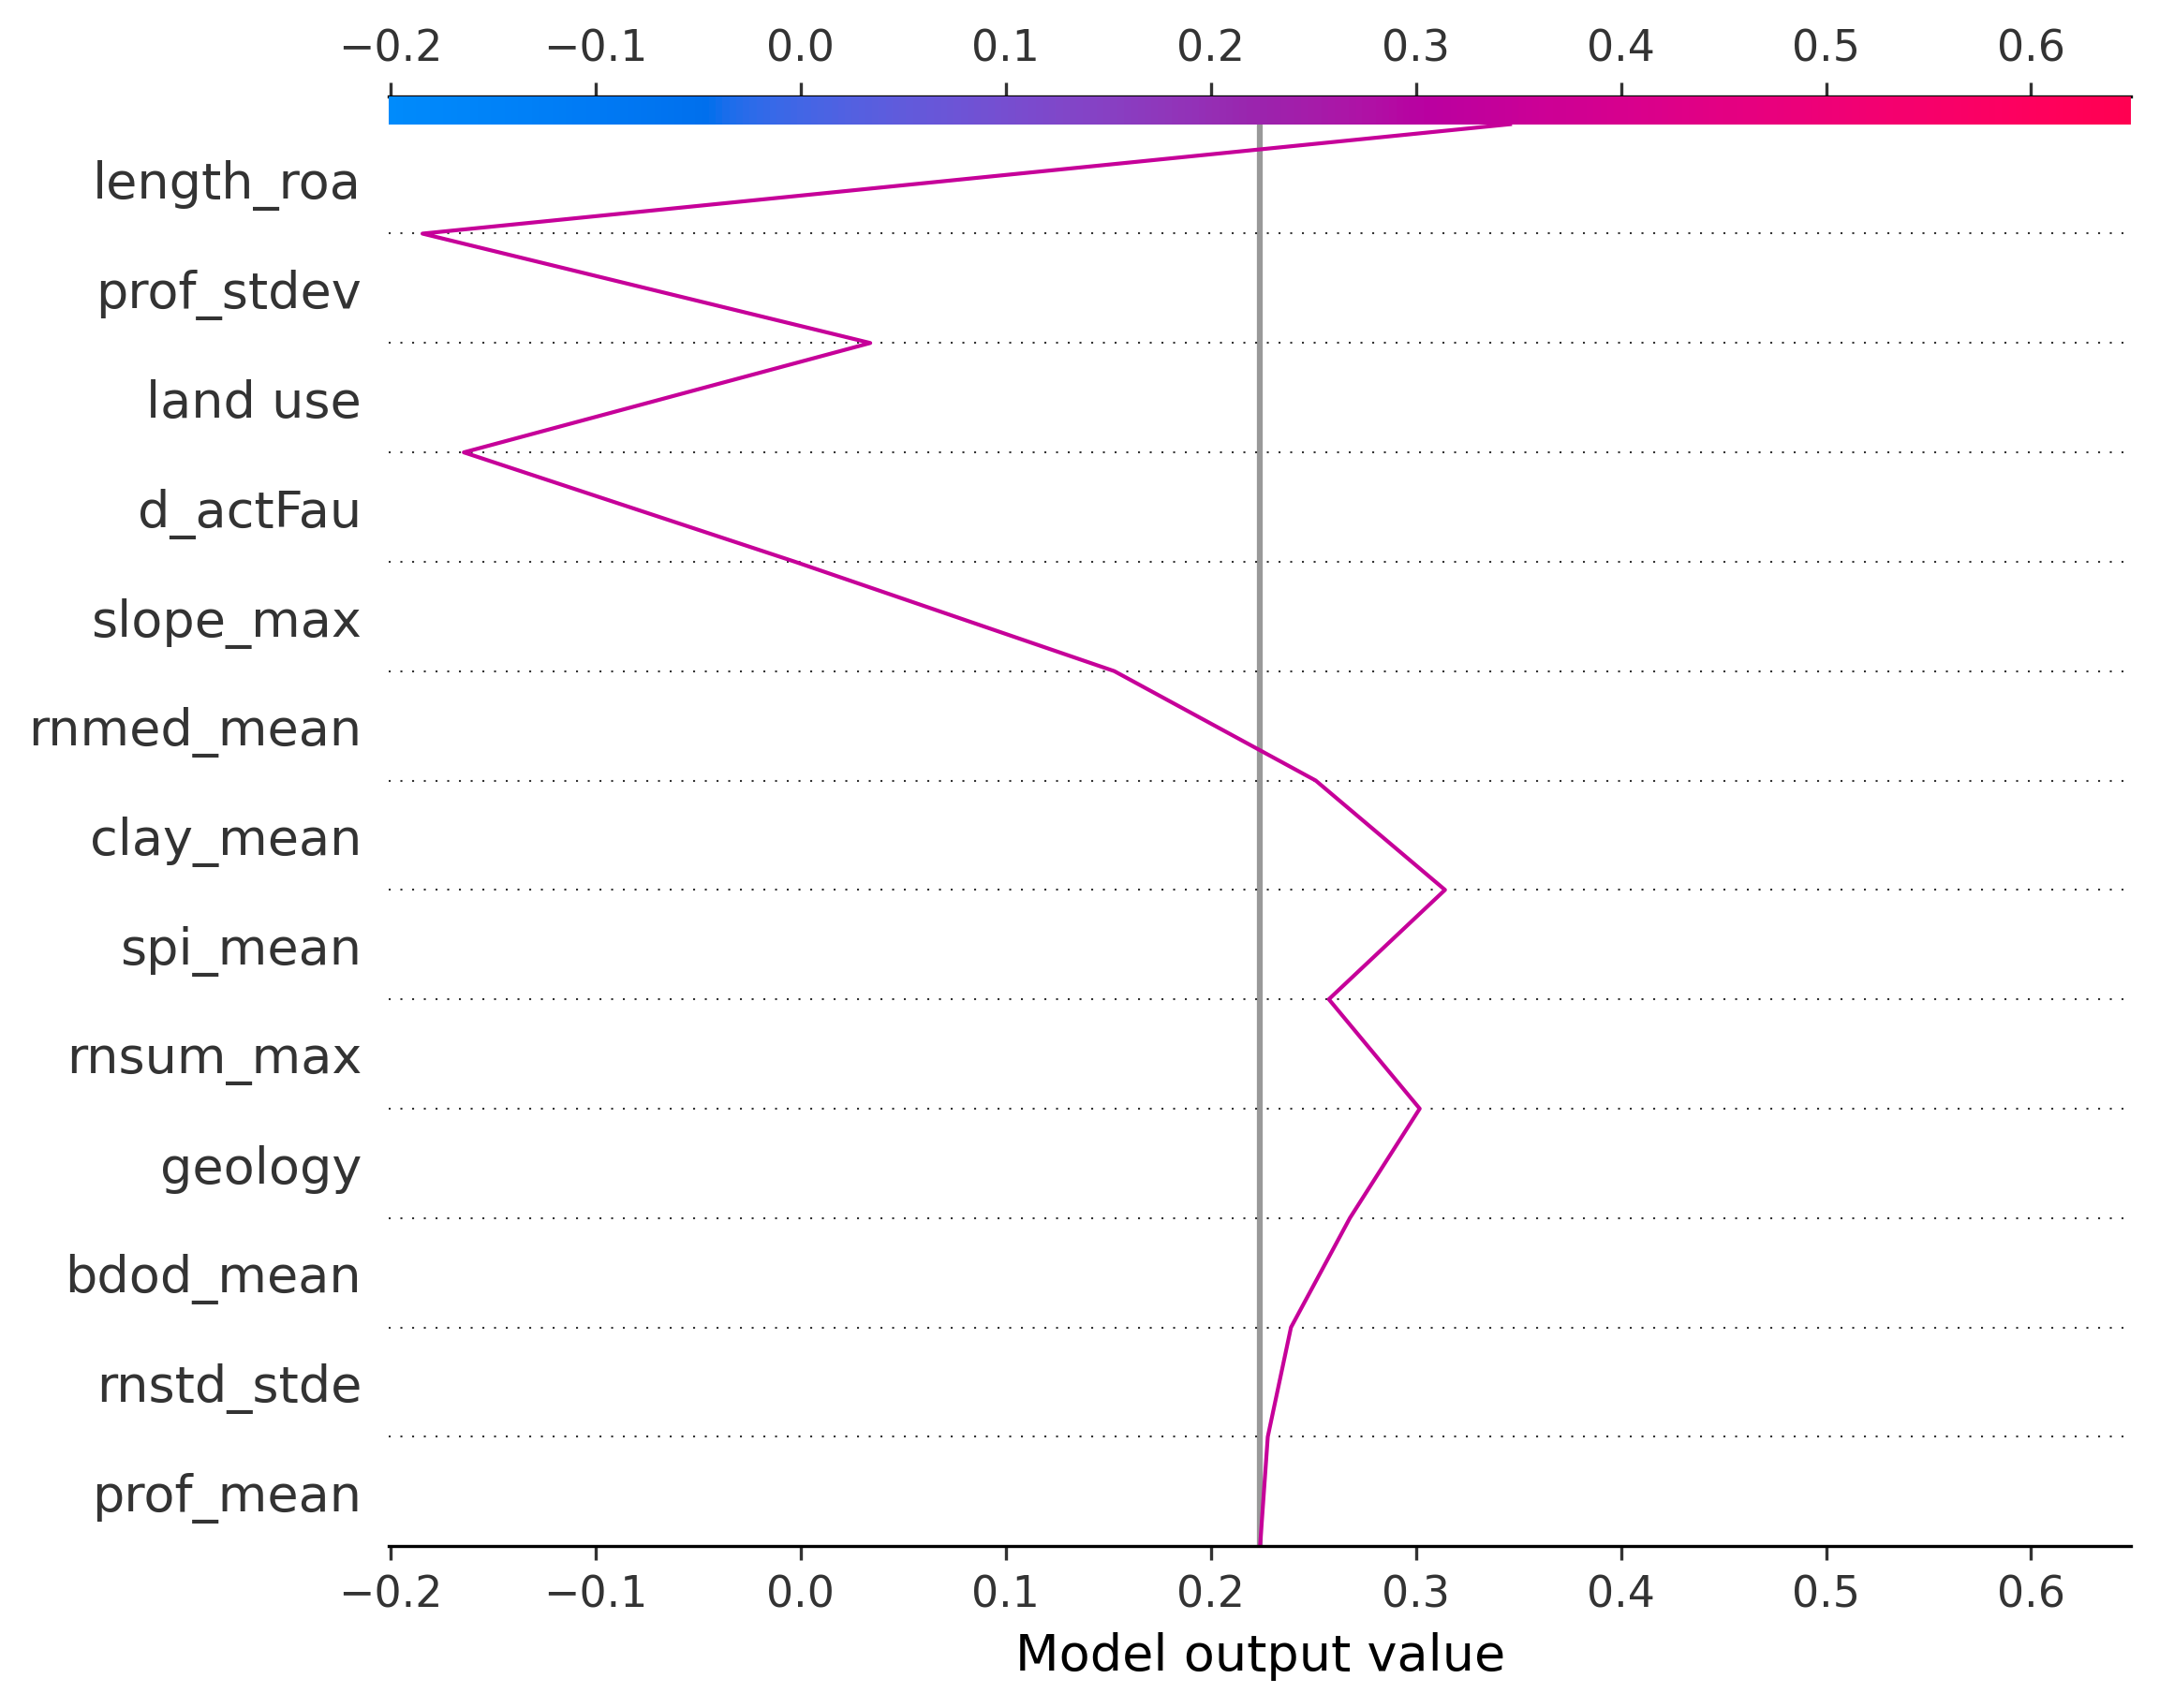 −0.2 −0.1 0.0 0.1 0.2 0.3 0.4 0.5 0.6
length_roa
prof_stdev
land use
d_actFau
slope_max
rnmed_mean
clay_mean
spi_mean
rnsum_max
geology
bdod_mean
rnstd_stde
prof_mean
−0.2 −0.1 0.0 0.1 0.2 0.3 0.4 0.5 0.6
Model output value